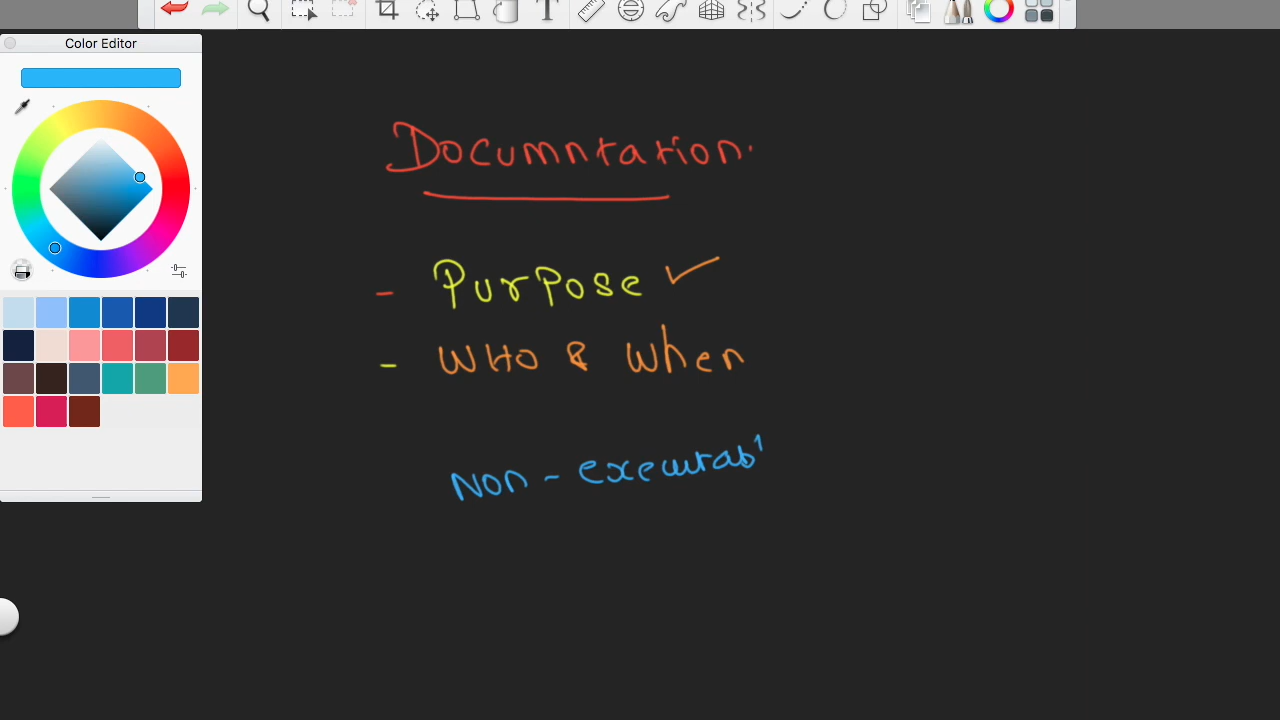 Color Editor
Documntation.
- Purpose ✓
- WHO & When
Non - executab